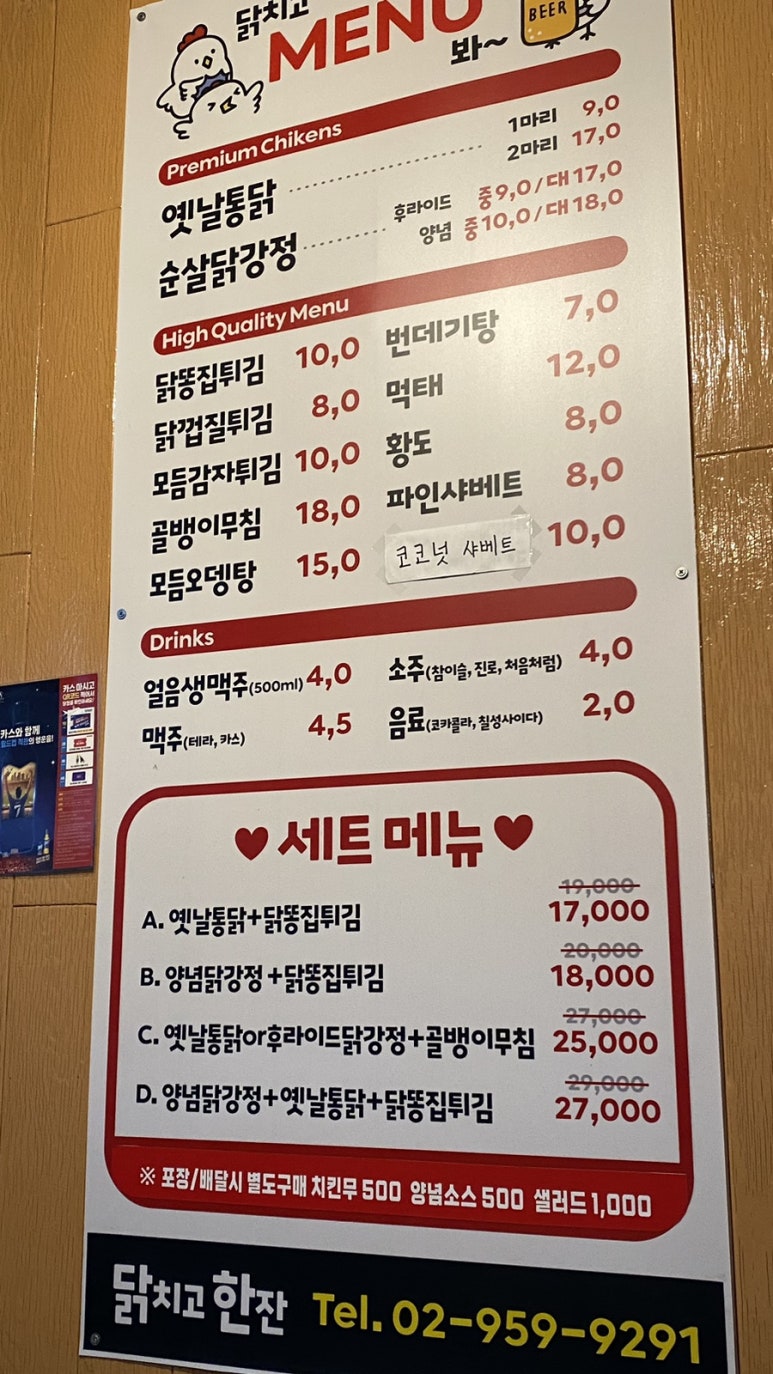 닭치고
MENU
봐~
BEER
Premium Chikens
옛날통닭 1마리 9,0
2마리 17,0
순살닭강정 후라이드 중9,0/대17,0
양념 중10,0/대18,0
High Quality Menu
닭똥집튀김 10,0
닭껍질튀김 8,0
모듬감자튀김 10,0
골뱅이무침 18,0
모듬오뎅탕 15,0
번데기탕 7,0
먹태 12,0
황도 8,0
파인샤베트 8,0
코코넛 샤베트 10,0
Drinks
얼음생맥주(500ml) 4,0
맥주(테라, 카스) 4,5
소주(참이슬, 진로, 처음처럼) 4,0
음료(코카콜라, 칠성사이다) 2,0
♥ 세트 메뉴 ♥
A. 옛날통닭+닭똥집튀김 19,000
17,000
B. 양념닭강정+닭똥집튀김 20,000
18,000
C. 옛날통닭or후라이드닭강정+골뱅이무침 27,000
25,000
D. 양념닭강정+옛날통닭+닭똥집튀김 29,000
27,000
※ 포장/배달시 별도구매 치킨무 500 양념소스 500 샐러드 1,000
닭치고 한잔 Tel. 02-959-9291
카스 마시고
카스와 함께
7